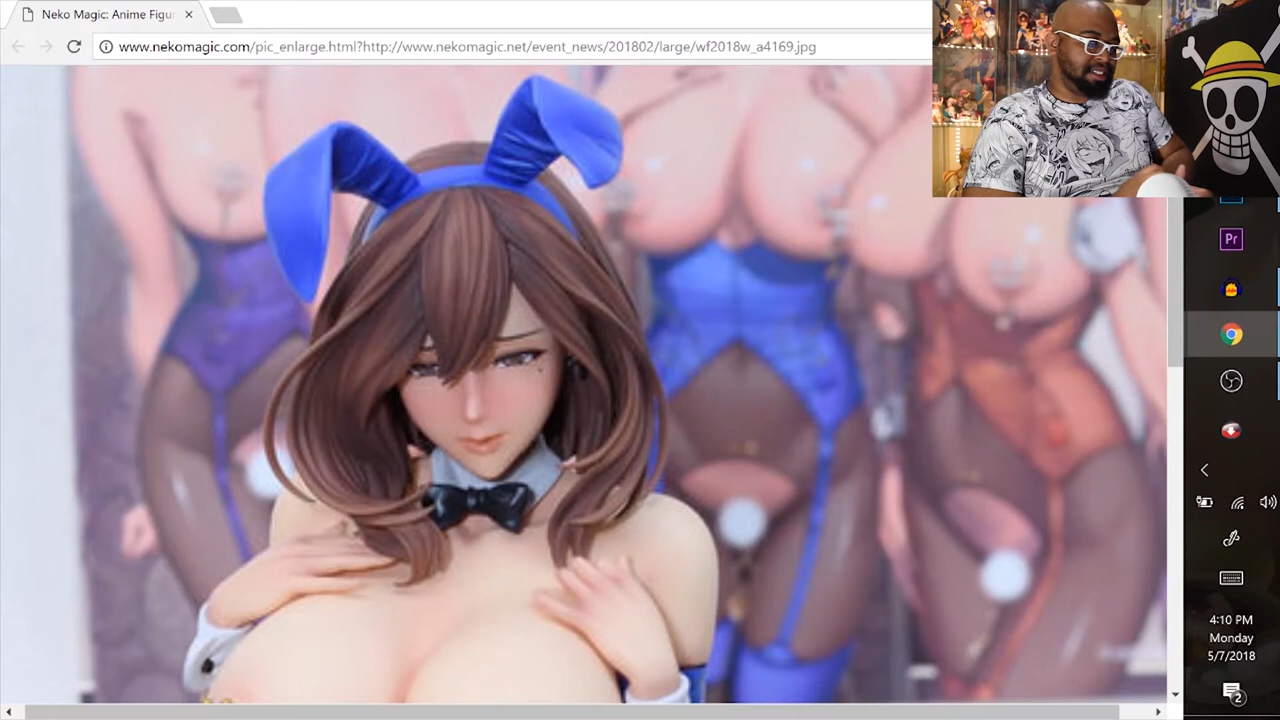 Neko Magic: Anime Figur
www.nekomagic.com/pic_enlarge.html?http://www.nekomagic.net/event_news/201802/large/wf2018w_a4169.jpg
Pr
4:10 PM
Monday
5/7/2018
2